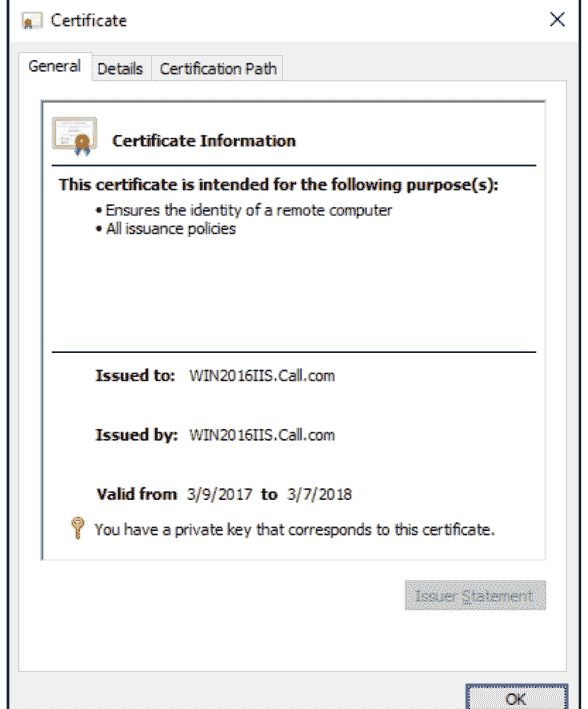 Certificate
General Details Certification Path
Certificate Information
This certificate is intended for the following purpose(s):
• Ensures the identity of a remote computer
• All issuance policies
Issued to: WIN2016IIS.Call.com
Issued by: WIN2016IIS.Call.com
Valid from 3/9/2017 to 3/7/2018
You have a private key that corresponds to this certificate.
Issuer Statement
OK